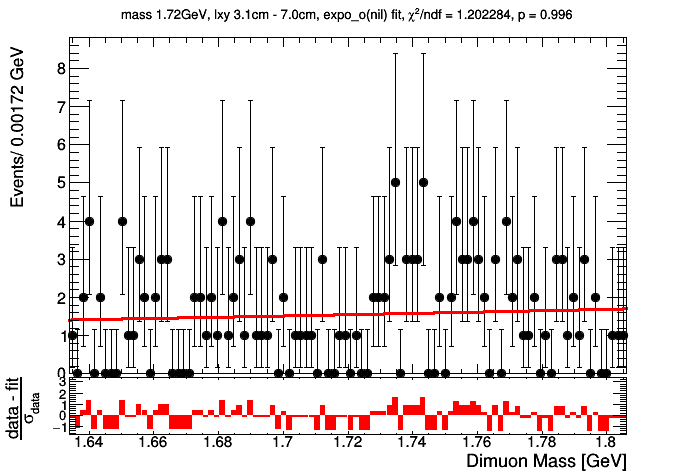 mass 1.72GeV, lxy 3.1cm - 7.0cm, expo_o(nil) fit, χ²/ndf = 1.202284, p = 0.996
Events/ 0.00172 GeV
8
7
6
5
4
3
2
1
0
data - fit
σdata
3
2
1
0
−1
1.64 1.66 1.68 1.7 1.72 1.74 1.76 1.78 1.8
Dimuon Mass [GeV]